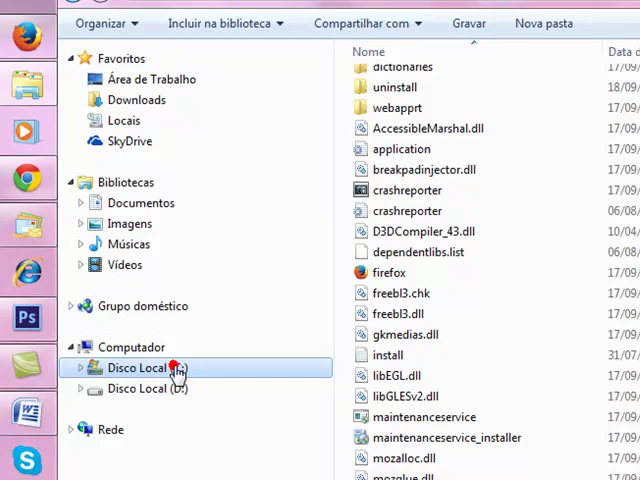 Organizar Incluir na biblioteca Compartilhar com Gravar Nova pasta
Favoritos
Área de Trabalho
Downloads
Locais
SkyDrive
Bibliotecas
Documentos
Imagens
Músicas
Vídeos
Grupo doméstico
Computador
Disco Local
Disco Local (D:)
Rede
Nome Data d
dictionaries 17/09
uninstall 18/09
webapprt 17/09
AccessibleMarshal.dll 17/09
application 17/09
breakpadinjector.dll 17/09
crashreporter 17/09
crashreporter 06/08
D3DCompiler_43.dll 10/04
dependentlibs.list 06/08
firefox 17/09
freebl3.chk 17/09
freebl3.dll 17/09
gkmedias.dll 17/09
install 17/09
libEGL.dll 17/09
libGLESv2.dll 17/09
maintenanceservice 17/09
maintenanceservice_installer 17/09
mozalloc.dll 17/09
mozglue.dll 17/09
Ps
W
S